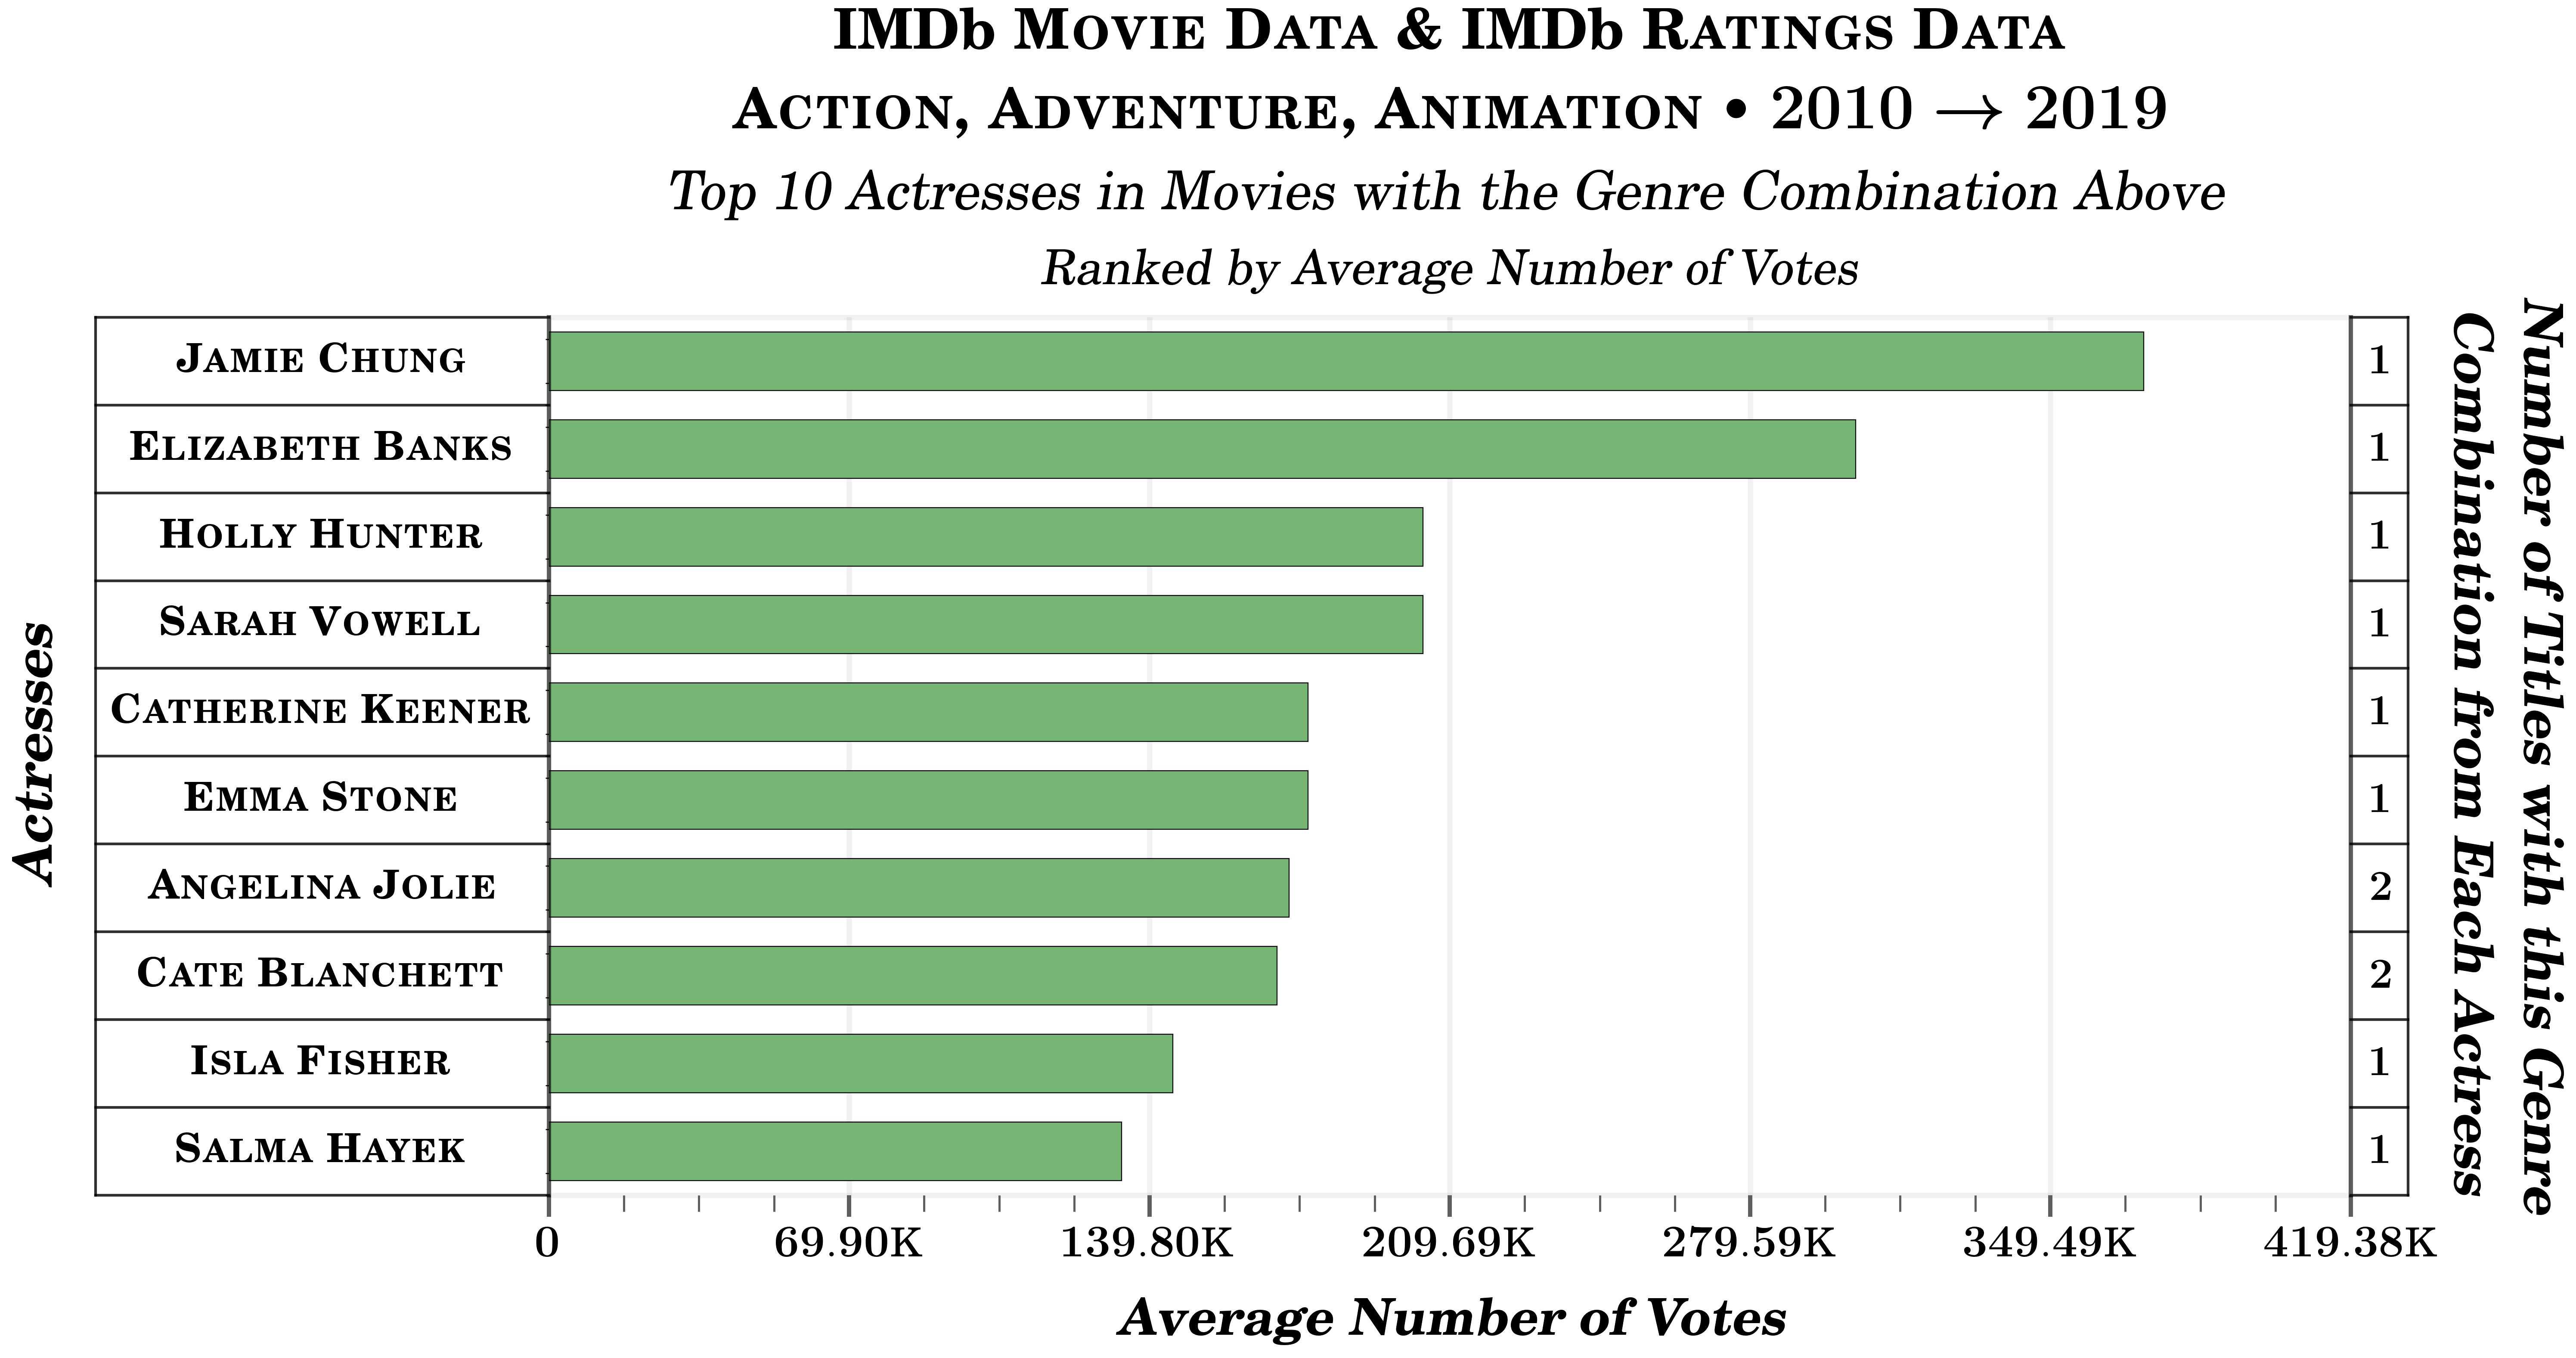 IMDb Movie Data & IMDb Ratings Data
Action, Adventure, Animation • 2010 → 2019
Top 10 Actresses in Movies with the Genre Combination Above
Ranked by Average Number of Votes
Actresses
Jamie Chung 1
Elizabeth Banks 1
Holly Hunter 1
Sarah Vowell 1
Catherine Keener 1
Emma Stone 1
Angelina Jolie 2
Cate Blanchett 2
Isla Fisher 1
Salma Hayek 1
0 69.90K 139.80K 209.69K 279.59K 349.49K 419.38K
Average Number of Votes
Number of Titles with this Genre
Combination from Each Actress